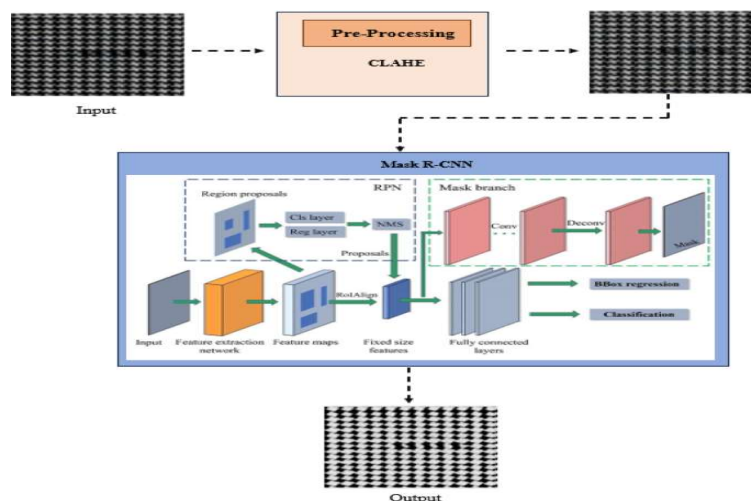 Pre-Processing
CLAHE
Input
Mask R-CNN
Region proposals
RPN
Cls layer
Reg layer
NMS
Proposals
Mask branch
Conv
Deconv
Mask
RoIAlign
BBox regression
Classification
Input
Feature extraction
network
Feature maps
Fixed size
features
Fully connected
layers
Output